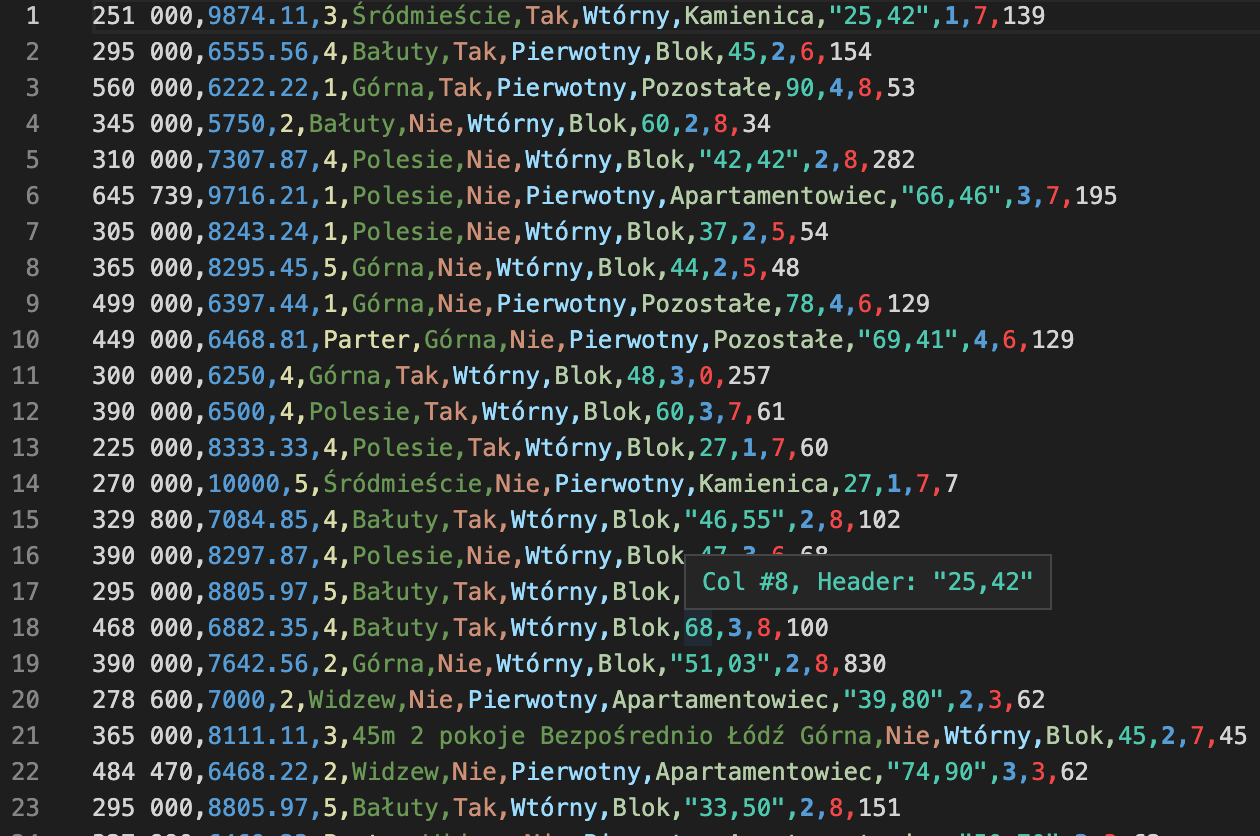 1 251 000,9874.11,3,Śródmieście,Tak,Wtórny,Kamienica,"25,42",1,7,139
2 295 000,6555.56,4,Bałuty,Tak,Pierwotny,Blok,45,2,6,154
3 560 000,6222.22,1,Górna,Tak,Pierwotny,Pozostałe,90,4,8,53
4 345 000,5750,2,Bałuty,Nie,Wtórny,Blok,60,2,8,34
5 310 000,7307.87,4,Polesie,Nie,Wtórny,Blok,"42,42",2,8,282
6 645 739,9716.21,1,Polesie,Nie,Pierwotny,Apartamentowiec,"66,46",3,7,195
7 305 000,8243.24,1,Polesie,Nie,Wtórny,Blok,37,2,5,54
8 365 000,8295.45,5,Górna,Nie,Wtórny,Blok,44,2,5,48
9 499 000,6397.44,1,Górna,Nie,Pierwotny,Pozostałe,78,4,6,129
10 449 000,6468.81,Parter,Górna,Nie,Pierwotny,Pozostałe,"69,41",4,6,129
11 300 000,6250,4,Górna,Tak,Wtórny,Blok,48,3,0,257
12 390 000,6500,4,Polesie,Tak,Wtórny,Blok,60,3,7,61
13 225 000,8333.33,4,Polesie,Tak,Wtórny,Blok,27,1,7,60
14 270 000,10000,5,Śródmieście,Nie,Pierwotny,Kamienica,27,1,7,7
15 329 800,7084.85,4,Bałuty,Tak,Wtórny,Blok,"46,55",2,8,102
16 390 000,8297.87,4,Polesie,Nie,Wtórny,Blok
Col #8, Header: "25,42"
17 295 000,8805.97,5,Bałuty,Tak,Wtórny,Blok,
18 468 000,6882.35,4,Bałuty,Tak,Wtórny,Blok,68,3,8,100
19 390 000,7642.56,2,Górna,Nie,Wtórny,Blok,"51,03",2,8,830
20 278 600,7000,2,Widzew,Nie,Pierwotny,Apartamentowiec,"39,80",2,3,62
21 365 000,8111.11,3,45m 2 pokoje Bezpośrednio Łódź Górna,Nie,Wtórny,Blok,45,2,7,45
22 484 470,6468.22,2,Widzew,Nie,Pierwotny,Apartamentowiec,"74,90",3,3,62
23 295 000,8805.97,5,Bałuty,Tak,Wtórny,Blok,"33,50",2,8,151